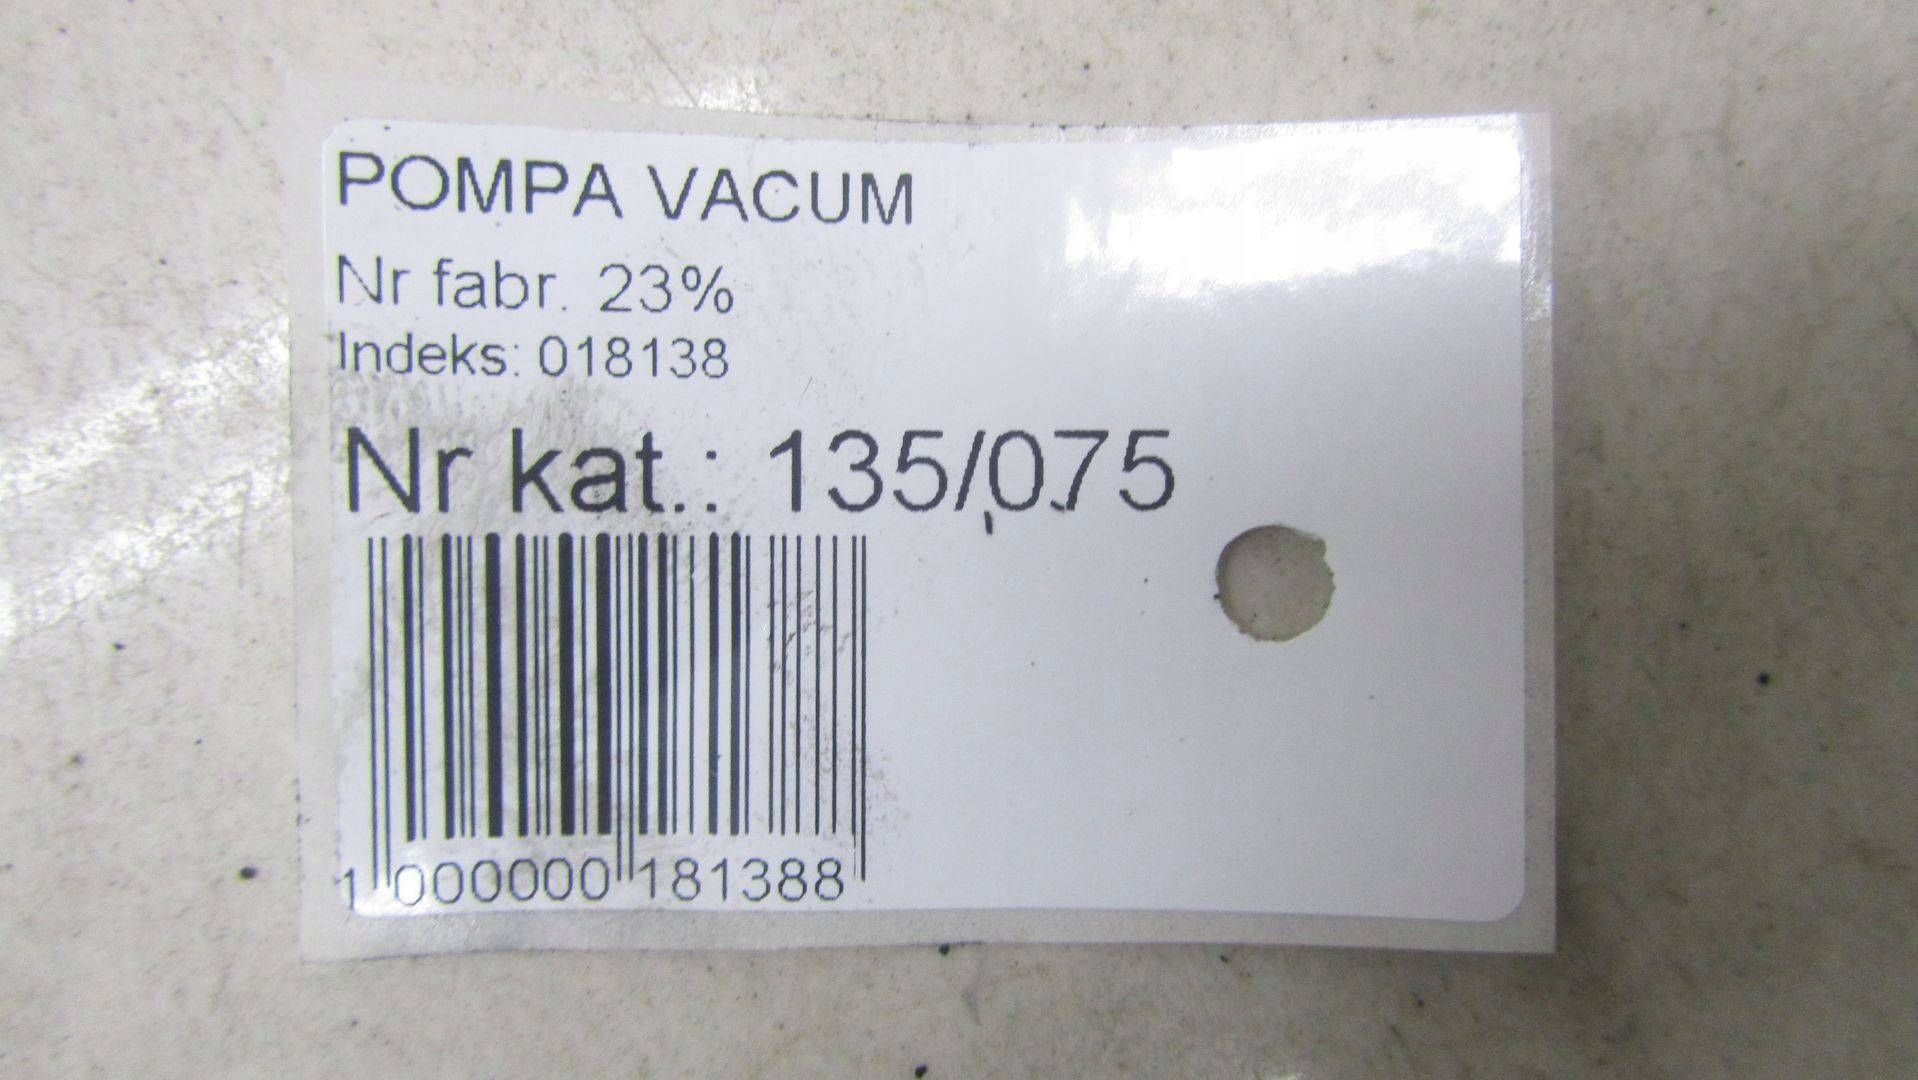 POMPA VACUM
Nr fabr. 23%
Indeks: 018138
Nr kat.: 135/075
1 000000 181388